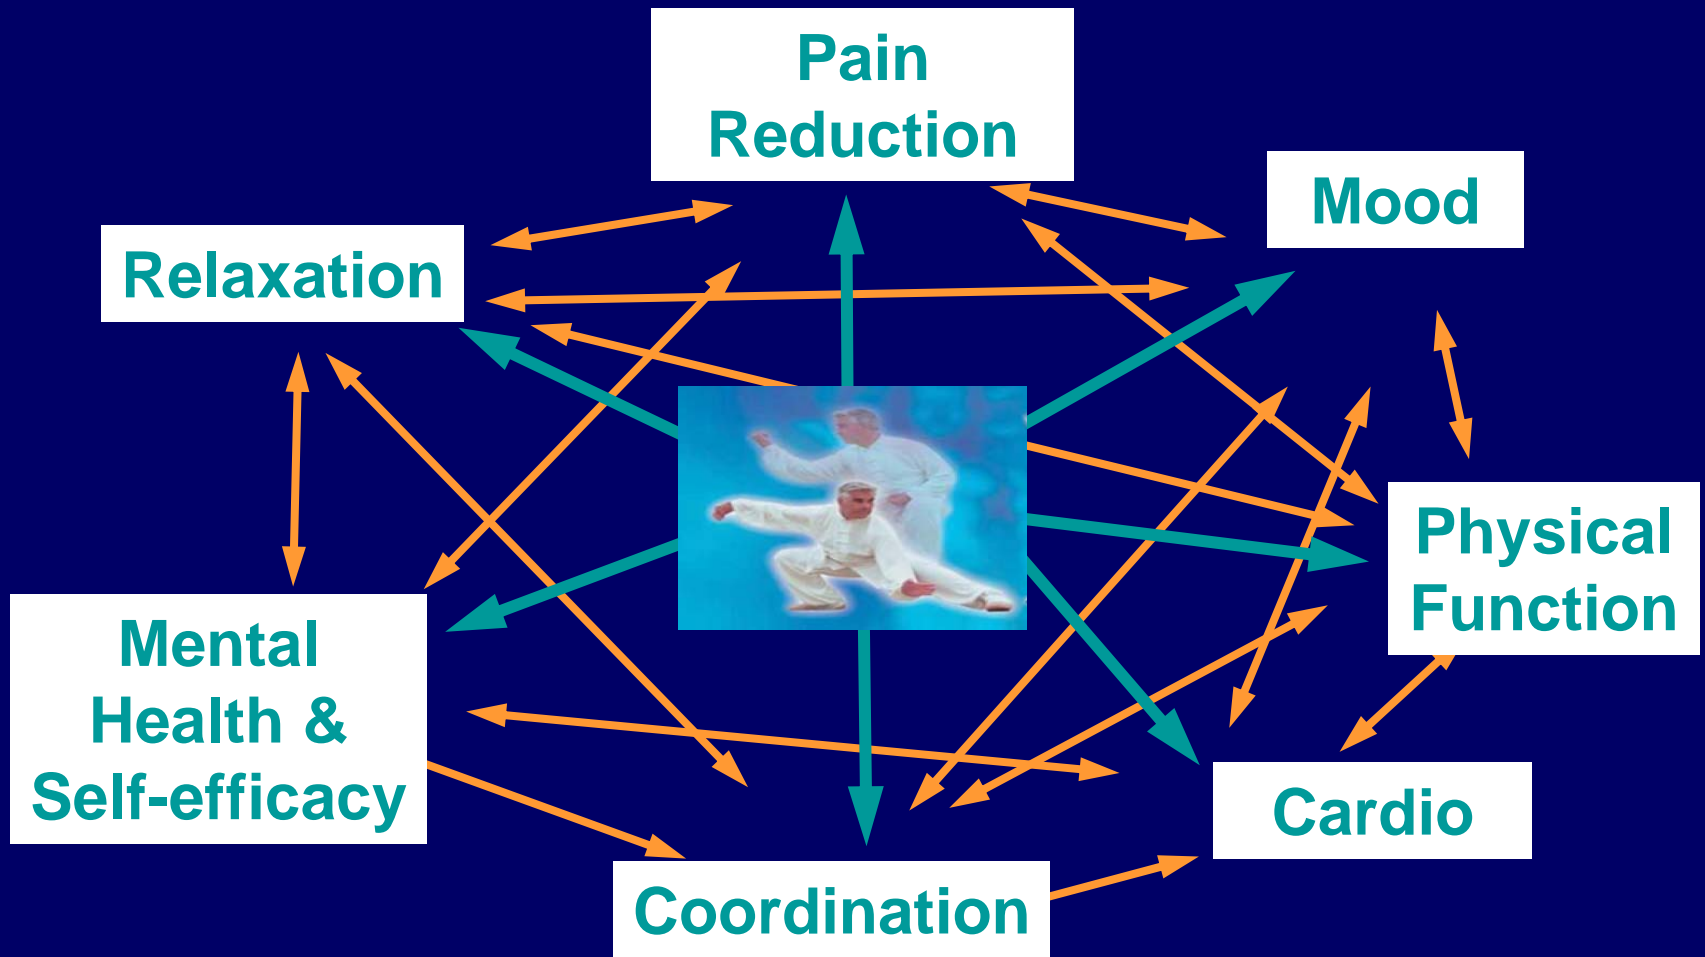 Pain
Reduction
Mood
Relaxation
Physical
Function
Mental
Health &
Self-efficacy
Cardio
Coordination